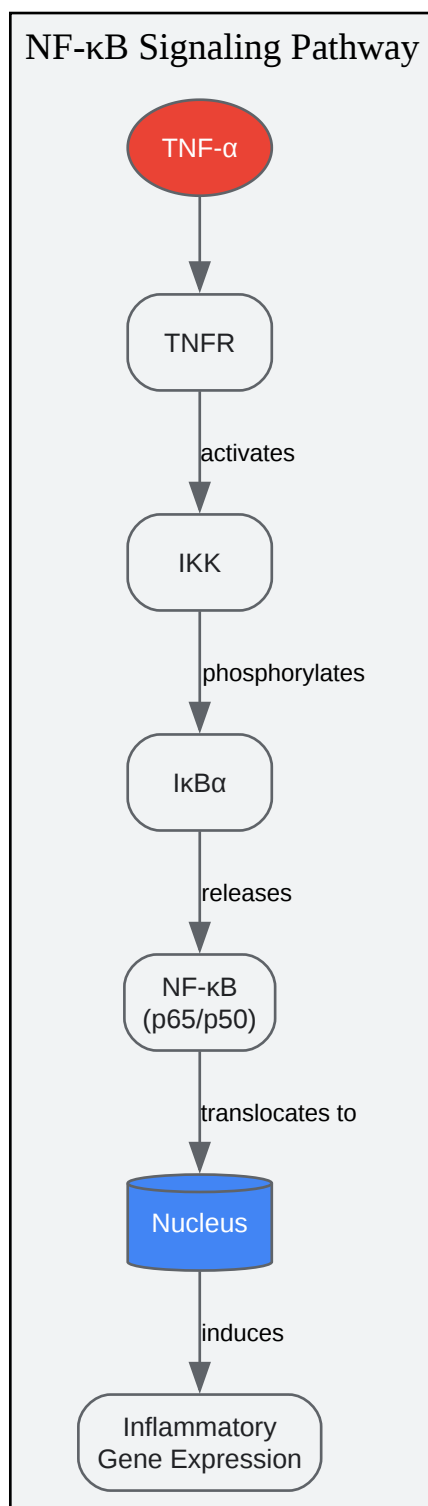 NF-κB Signaling Pathway
TNF-α
TNFR
activates
IKK
phosphorylates
IκBα
releases
NF-κB
(p65/p50)
translocates to
Nucleus
induces
Inflammatory
Gene Expression